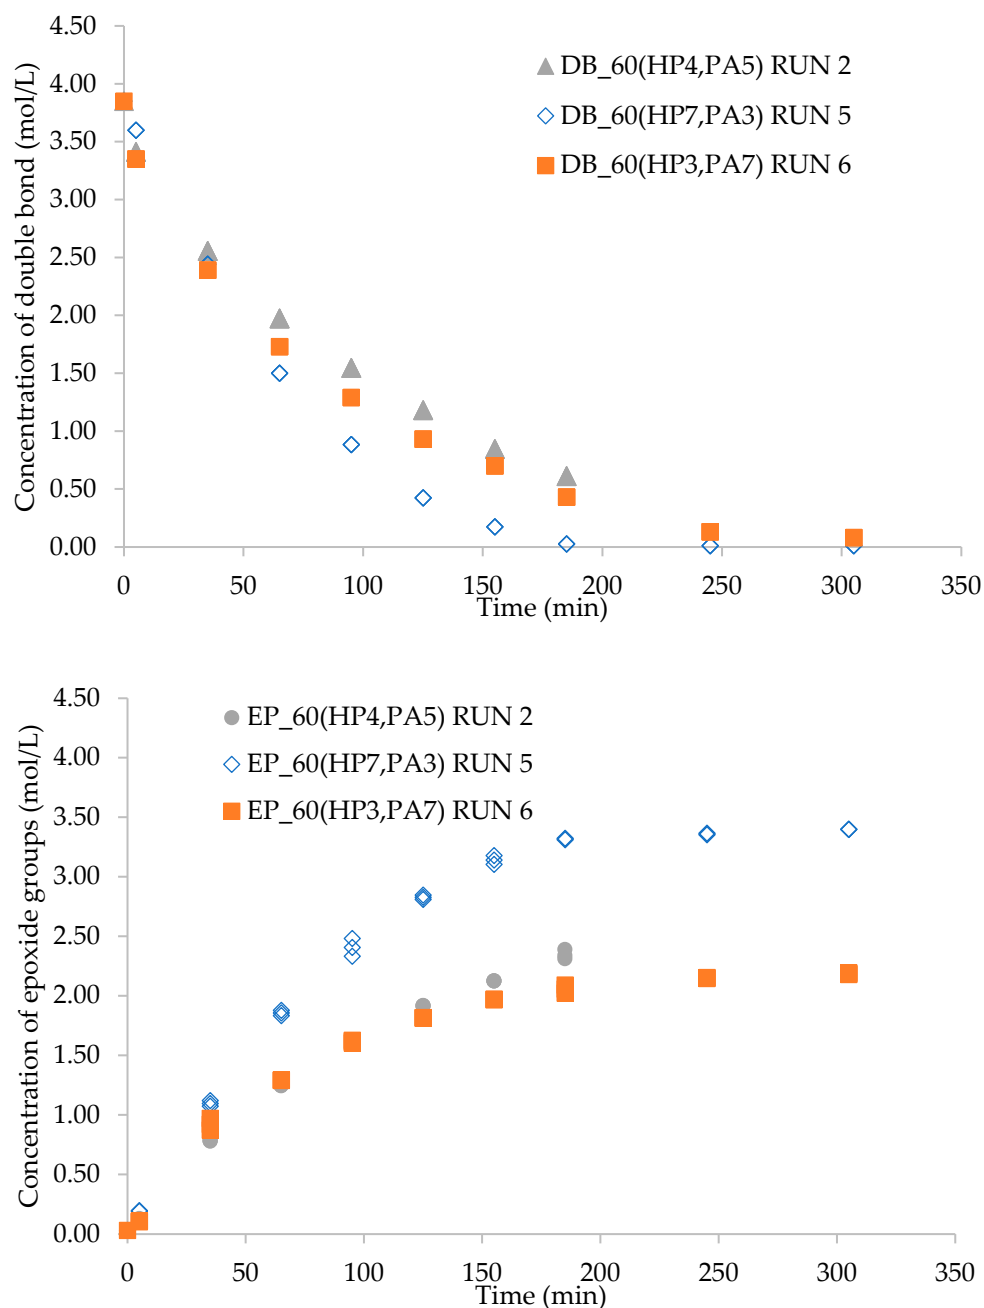 4.50
4.00
3.50
3.00
2.50
2.00
1.50
1.00
0.50
0.00
Concentration of double bond (mol/L)
DB_60(HP4,PA5) RUN 2
DB_60(HP7,PA3) RUN 5
DB_60(HP3,PA7) RUN 6
0 50 100 150 200 250 300 350
Time (min)
4.50
4.00
3.50
3.00
2.50
2.00
1.50
1.00
0.50
0.00
Concentration of epoxide groups (mol/L)
EP_60(HP4,PA5) RUN 2
EP_60(HP7,PA3) RUN 5
EP_60(HP3,PA7) RUN 6
0 50 100 150 200 250 300 350
Time (min)